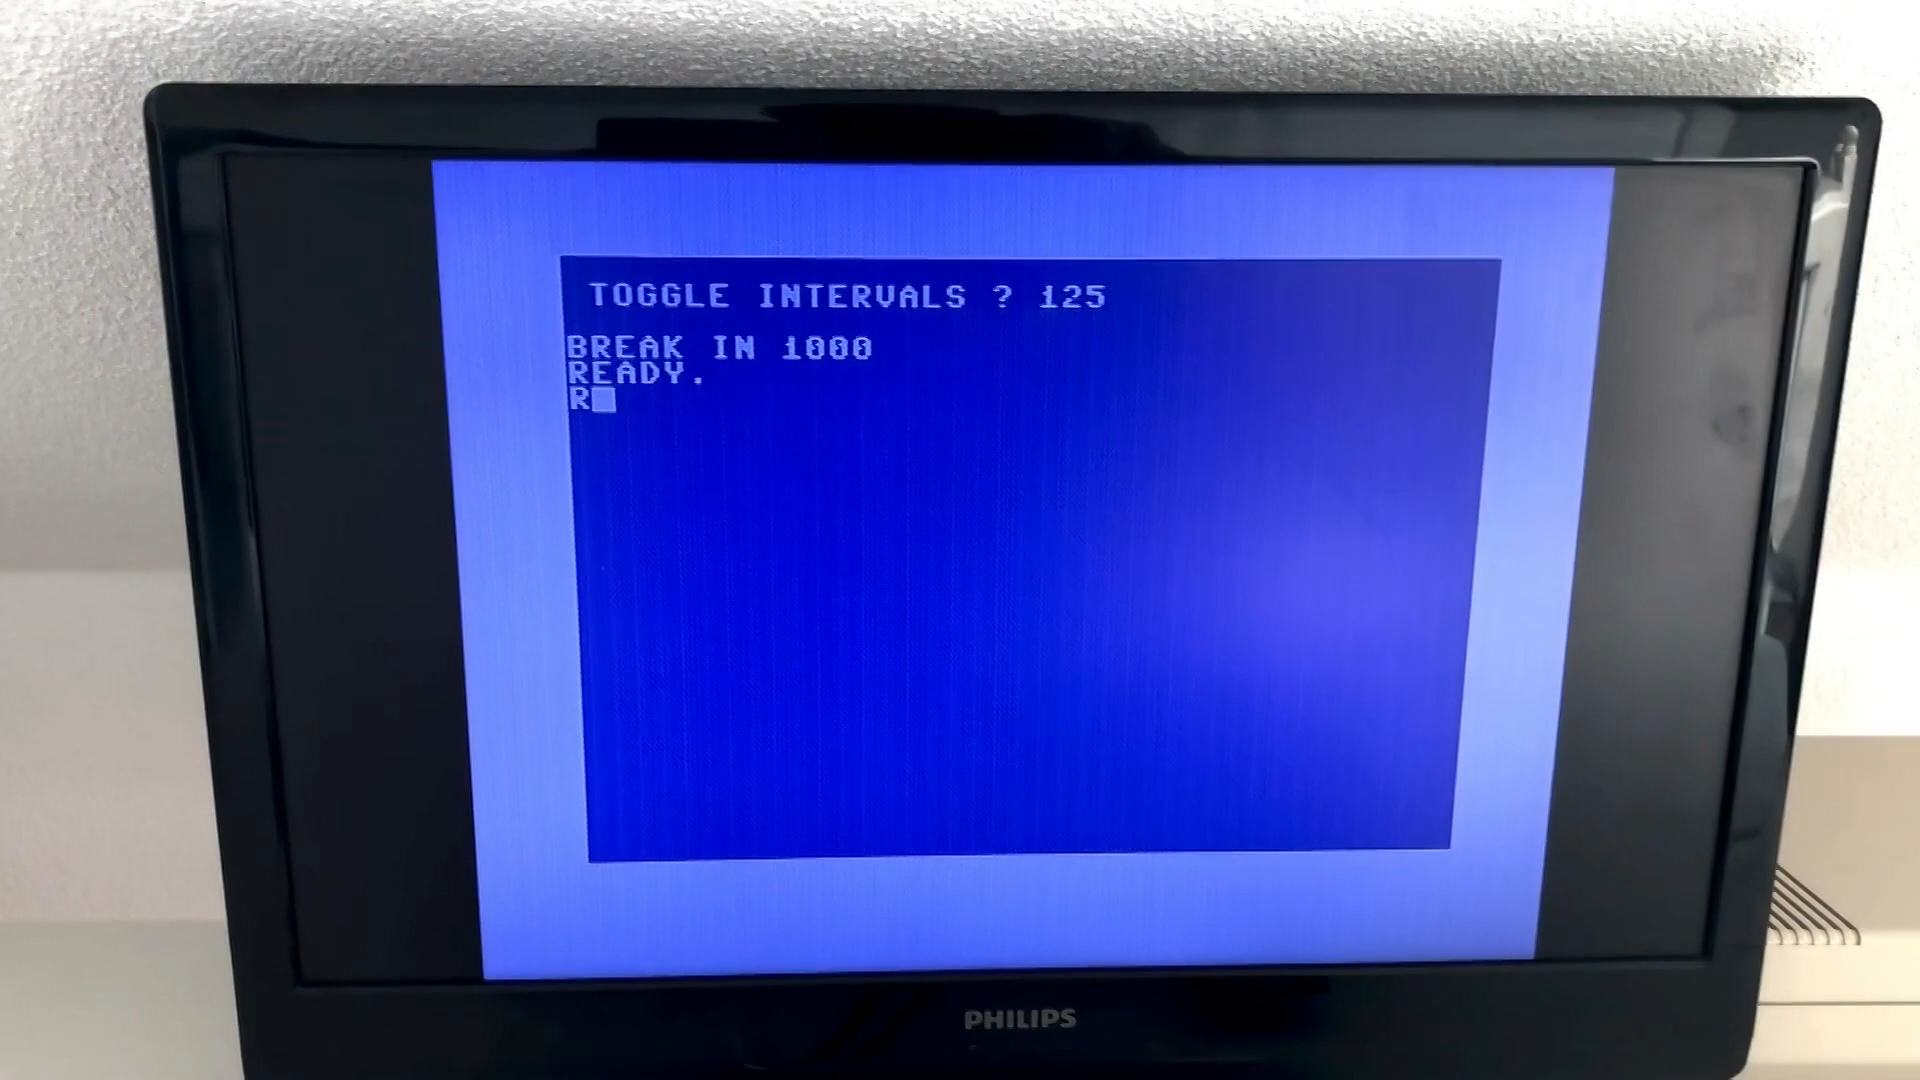 TOGGLE INTERVALS ? 125
BREAK IN 1000
READY.
R
PHILIPS